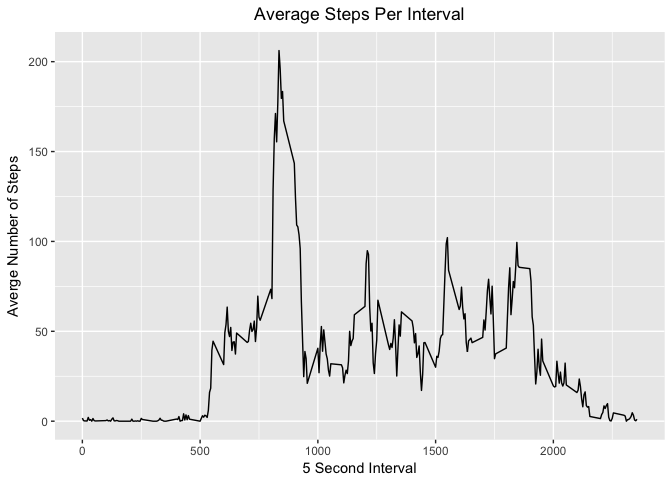 Average Steps Per Interval
Averge Number of Steps
200
150
100
50
0
0 500 1000 1500 2000
5 Second Interval